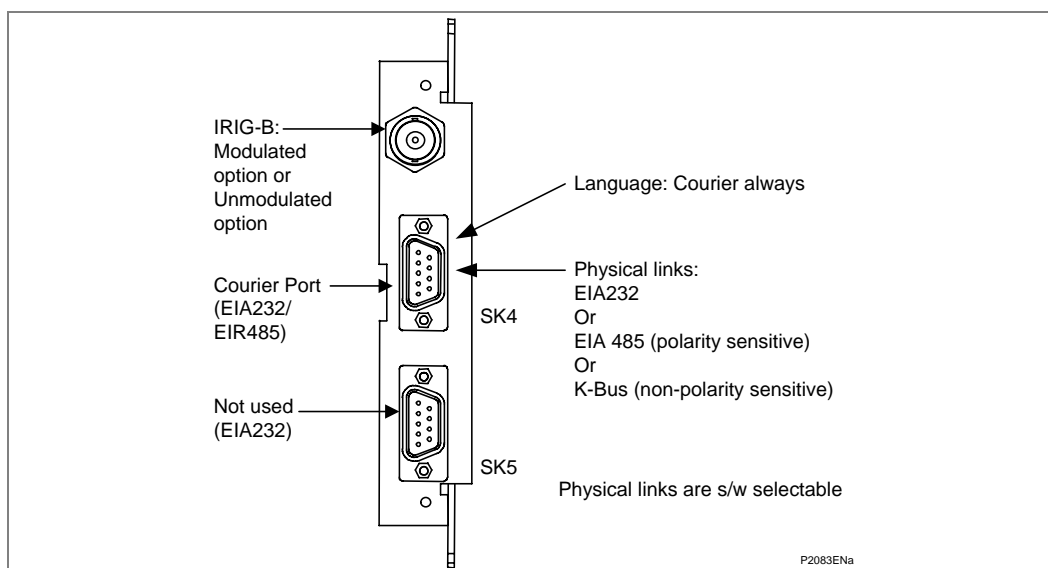 IRIG-B:
Modulated
option or
Unmodulated
option
Language: Courier always
Courier Port
(EIA232/
EIR485)
SK4
Physical links:
EIA232
Or
EIA 485 (polarity sensitive)
Or
K-Bus (non-polarity sensitive)
Not used
(EIA232)
SK5
Physical links are s/w selectable
P2083ENa